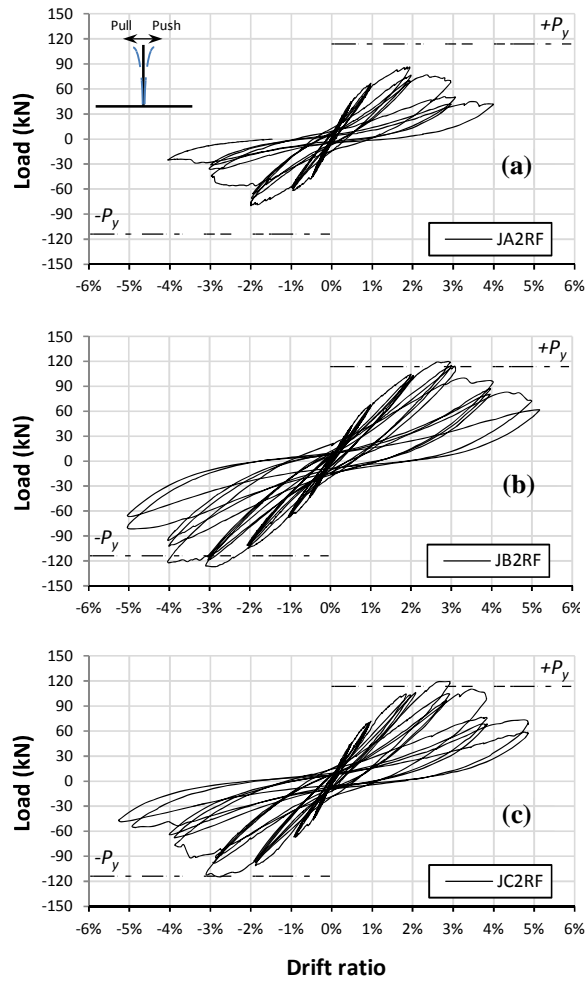 Pull Push
+Py
150
120
90
60
30
0
-30
-60
-90
-120
-150
Load (kN)
(a)
-Py
JA2RF
-6% -5% -4% -3% -2% -1% 0% 1% 2% 3% 4% 5% 6%
+Py
150
120
90
60
30
0
-30
-60
-90
-120
-150
Load (kN)
(b)
-Py
JB2RF
-6% -5% -4% -3% -2% -1% 0% 1% 2% 3% 4% 5% 6%
+Py
150
120
90
60
30
0
-30
-60
-90
-120
-150
Load (kN)
(c)
-Py
JC2RF
-6% -5% -4% -3% -2% -1% 0% 1% 2% 3% 4% 5% 6%
Drift ratio